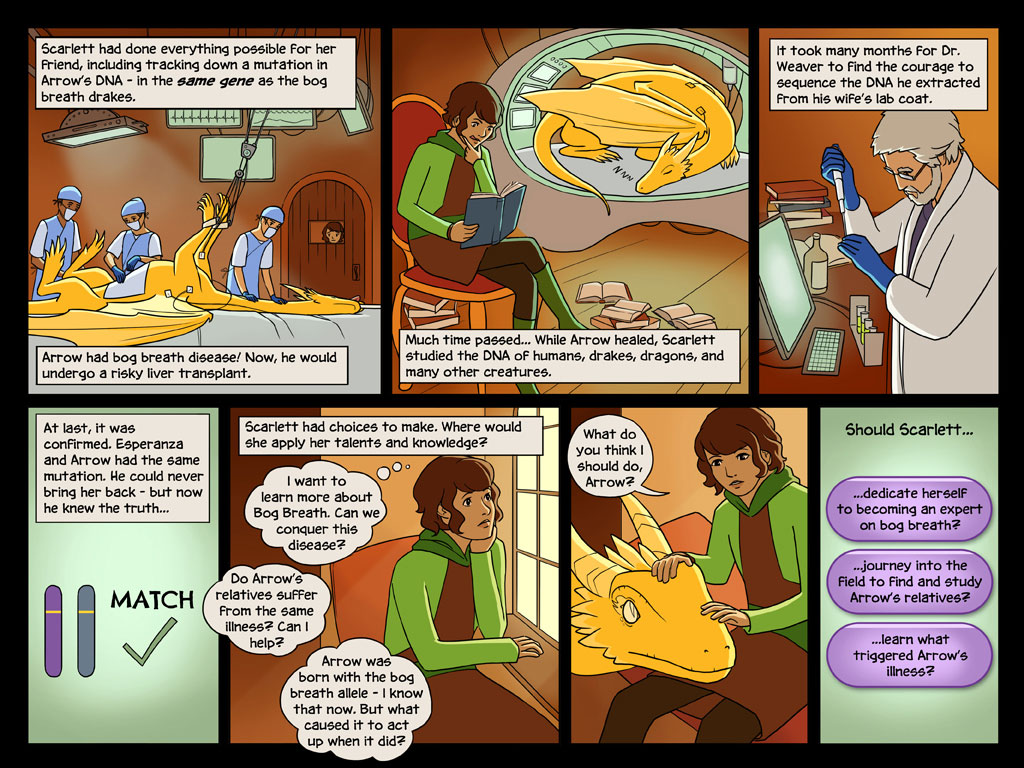 Scarlett had done everything possible for her
friend, including tracking down a mutation in
Arrow's DNA - in the same gene as the bog
breath drakes.
Arrow had bog breath disease! Now, he would
undergo a risky liver transplant.
Much time passed... While Arrow healed, Scarlett
studied the DNA of humans, drakes, dragons, and
many other creatures.
It took many months for Dr.
Weaver to find the courage to
sequence the DNA he extracted
from his wife's lab coat.
At last, it was
confirmed. Esperanza
and Arrow had the same
mutation. He could never
bring her back - but now
he knew the truth...
MATCH
Scarlett had choices to make. Where would
she apply her talents and knowledge?
I want to
learn more about
Bog Breath. Can we
conquer this
disease?
Do Arrow's
relatives suffer
from the same
illness? Can I
help?
Arrow was
born with the bog
breath allele - I know
that now. But what
caused it to act
up when it did?
What do
you think I
should do,
Arrow?
Should Scarlett...
...dedicate herself
to becoming an expert
on bog breath?
...journey into the
field to find and study
Arrow's relatives?
...learn what
triggered Arrow's
illness?